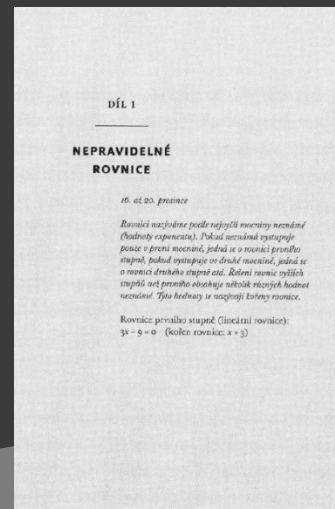 DÍL 1
NEPRAVIDELNÉ
ROVNICE
16. až 20. prosince
Rovnici nazýváme podle nejvyšší mocniny neznámé
(hodnoty exponentu). Pokud neznámá vystupuje
pouze v první mocnině, jedná se o rovnici prvního
stupně, pokud vystupuje ve druhé mocnině, jedná se
o rovnici druhého stupně atd. Řešení rovnic vyšších
stupňů než prvního obsahuje několik různých hodnot
neznámé. Tyto hodnoty se nazývají kořeny rovnice.
Rovnice prvního stupně (lineární rovnice):
3x – 9 = 0 (kořen rovnice: x = 3)